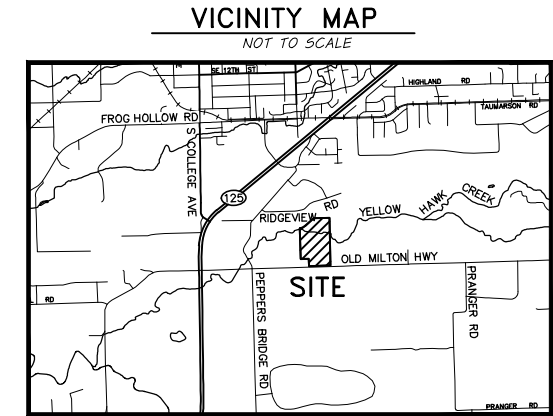 VICINITY MAP
NOT TO SCALE
SE 12TH ST
HIGHLAND RD
TAUMARSON RD
FROG HOLLOW RD
S COLLEGE AVE
125
RIDGEVIEW RD
YELLOW HAWK CREEK
OLD MILTON HWY
SITE
PEPPERS BRIDGE RD
PRANGER RD
RD
PRANGER RD